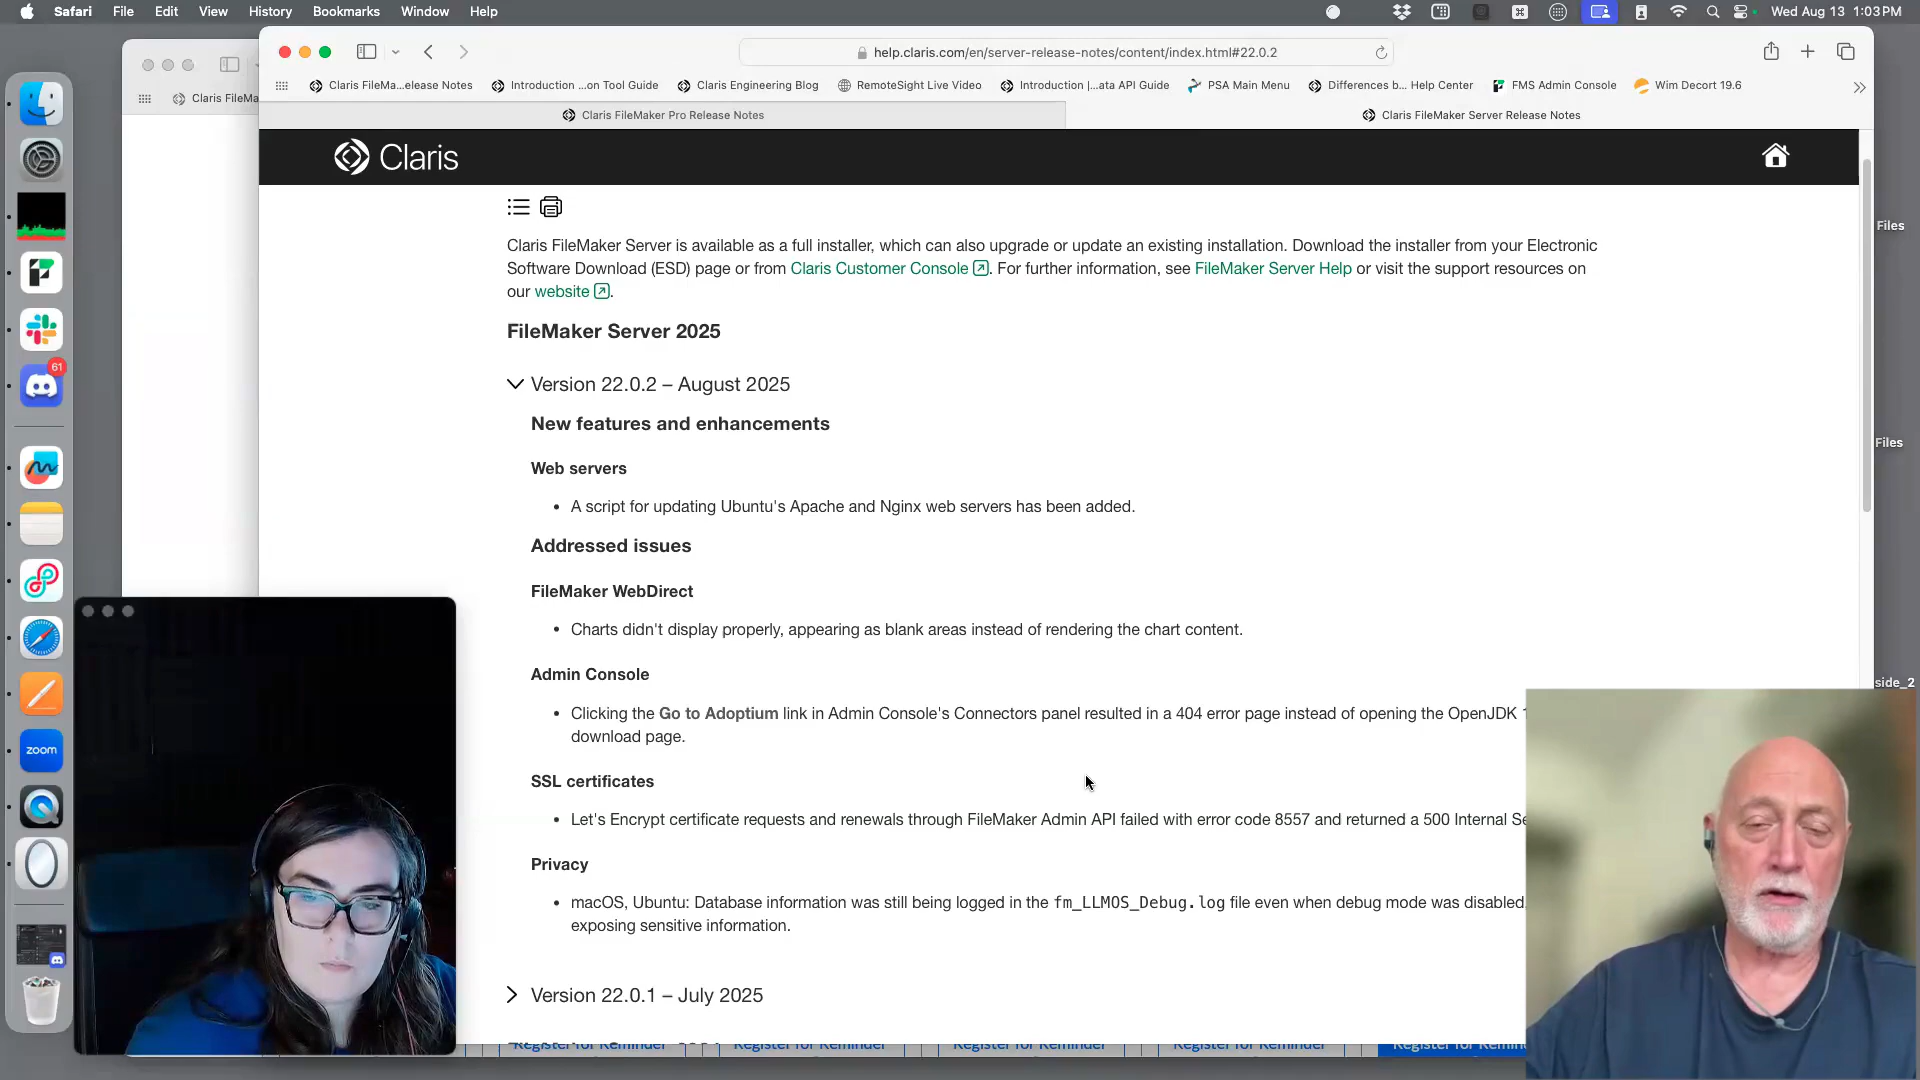 Safari File Edit View History Bookmarks Window Help
Wed Aug 13 1:03 PM
help.claris.com/en/server-release-notes/content/index.html#22.0.2
Claris FileMa
Claris FileMa...elease Notes
Introduction ...on Tool Guide
Claris Engineering Blog
RemoteSight Live Video
Introduction |...ata API Guide
PSA Main Menu
Differences b... Help Center
FMS Admin Console
Wim Decort 19.6
Claris FileMaker Pro Release Notes
Claris FileMaker Server Release Notes
Claris
Claris FileMaker Server is available as a full installer, which can also upgrade or update an existing installation. Download the installer from your Electronic
Software Download (ESD) page or from Claris Customer Console. For further information, see FileMaker Server Help or visit the support resources on
our website.
FileMaker Server 2025
Version 22.0.2 – August 2025
New features and enhancements
Web servers
• A script for updating Ubuntu's Apache and Nginx web servers has been added.
Addressed issues
FileMaker WebDirect
• Charts didn't display properly, appearing as blank areas instead of rendering the chart content.
Admin Console
• Clicking the Go to Adoptium link in Admin Console's Connectors panel resulted in a 404 error page instead of opening the OpenJDK 1
download page.
SSL certificates
• Let's Encrypt certificate requests and renewals through FileMaker Admin API failed with error code 8557 and returned a 500 Internal Se
Privacy
• macOS, Ubuntu: Database information was still being logged in the fm_LLMOS_Debug.log file even when debug mode was disabled,
exposing sensitive information.
Version 22.0.1 – July 2025
Register for Reminder
Register for Reminder
Register for Reminder
Register for Reminder
Register for Remin
Files
Files
side_2
61
zoom